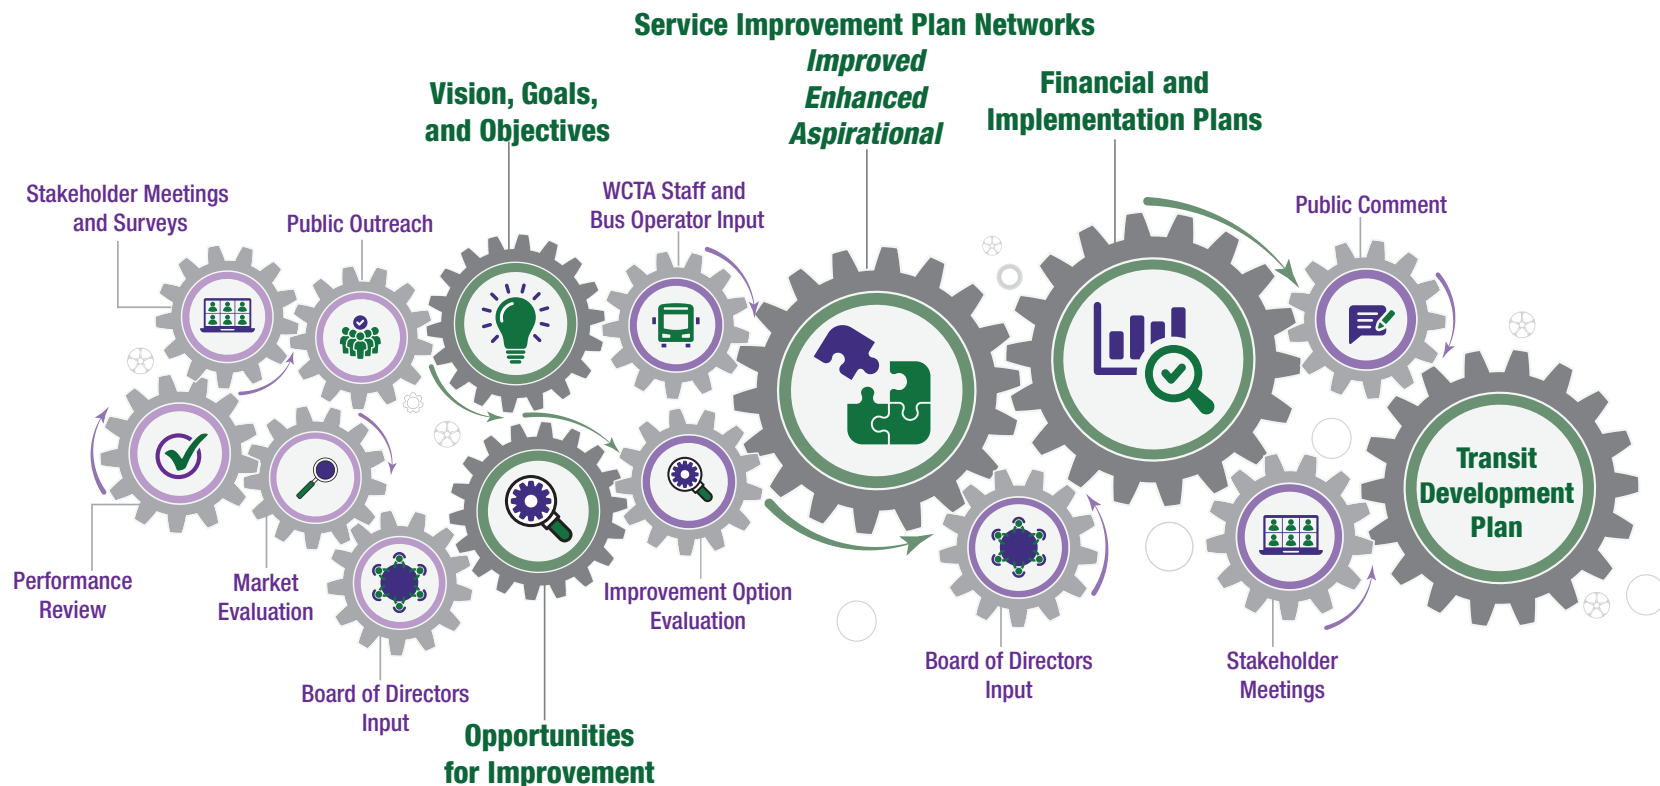 Service Improvement Plan Networks
Improved
Enhanced
Aspirational
Vision, Goals,
and Objectives
Financial and
Implementation Plans
Stakeholder Meetings
and Surveys
Public Outreach
WCTA Staff and
Bus Operator Input
Public Comment
Transit
Development
Plan
Performance
Review
Market
Evaluation
Improvement Option
Evaluation
Board of Directors
Input
Board of Directors
Input
Stakeholder
Meetings
Opportunities
for Improvement